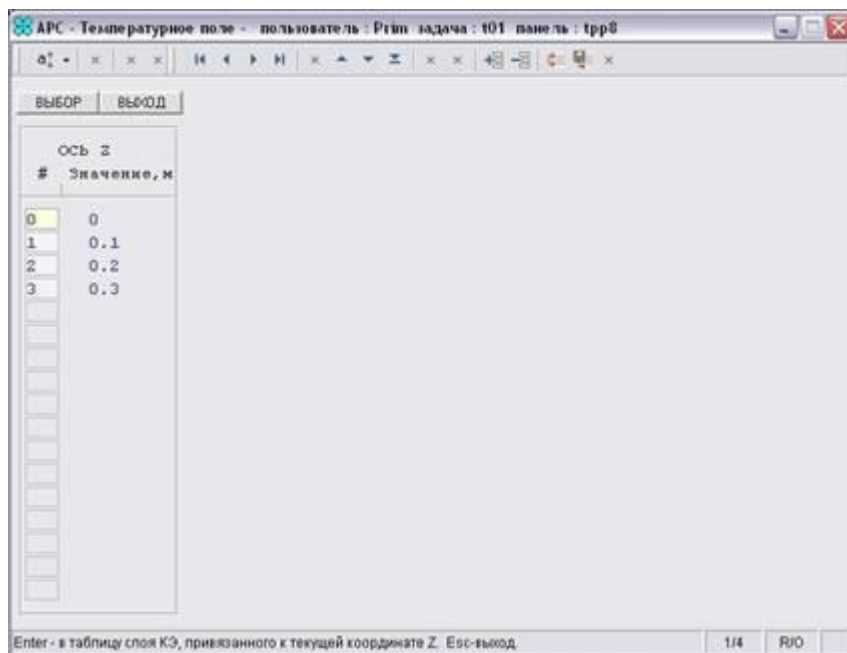 АРС - Температурное поле - пользователь : Prim задача : t01 панель : tpp8
ВЫБОР ВЫХОД
ОСЬ Z
# Значение,м
0 0
1 0.1
2 0.2
3 0.3
Enter - в таблицу слоя КЭ, привязанного к текущей координате Z. Esc-выход 1/4 R/O